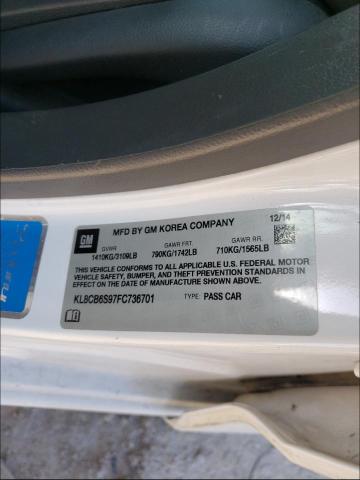 MFD BY GM KOREA COMPANY
12/14
GM
GVWR GAWR FRT. GAWR RR.
1410KG/3109LB 790KG/1742LB 710KG/1565LB
THIS VEHICLE CONFORMS TO ALL APPLICABLE U.S. FEDERAL MOTOR
VEHICLE SAFETY, BUMPER, AND THEFT PREVENTION STANDARDS
IN EFFECT ON THE DATE OF MANUFACTURE SHOWN ABOVE.
KL8CB6S97FC736701 TYPE: PASS CAR